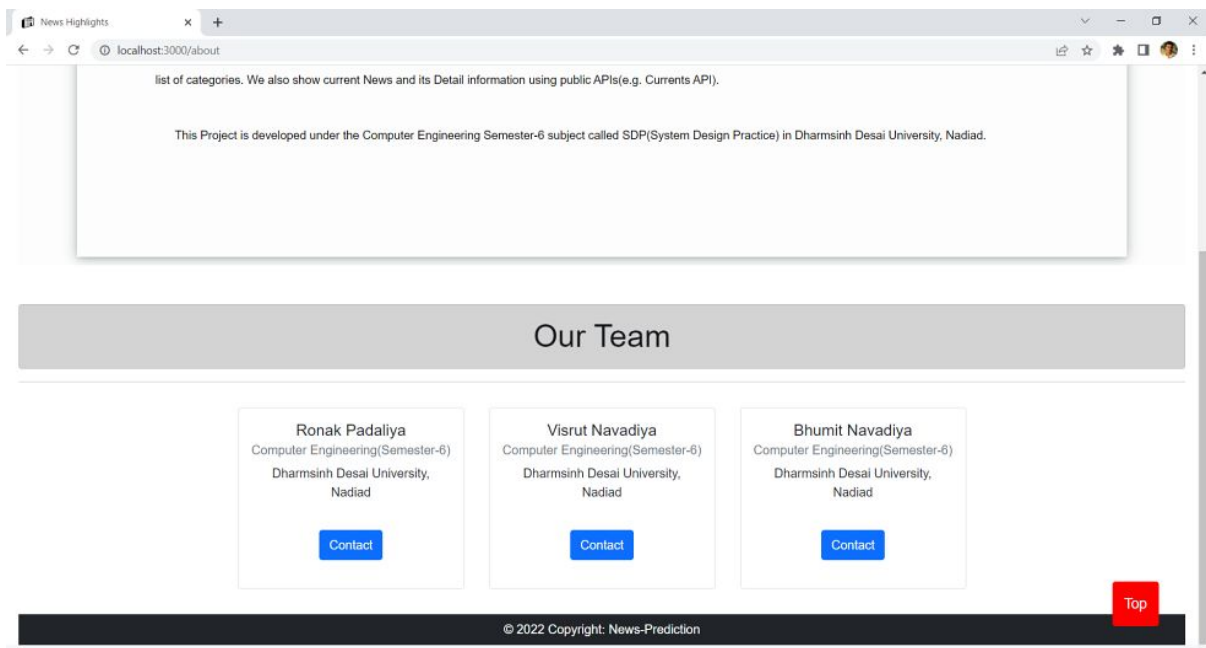 News Highlights
localhost:3000/about
list of categories. We also show current News and its Detail information using public APIs(e.g. Currents API).
This Project is developed under the Computer Engineering Semester-6 subject called SDP(System Design Practice) in Dharmsinh Desai University, Nadiad.
Our Team
Ronak Padaliya
Computer Engineering(Semester-6)
Dharmsinh Desai University,
Nadiad
Contact
Visrut Navadiya
Computer Engineering(Semester-6)
Dharmsinh Desai University,
Nadiad
Contact
Bhumit Navadiya
Computer Engineering(Semester-6)
Dharmsinh Desai University,
Nadiad
Contact
Top
© 2022 Copyright: News-Prediction